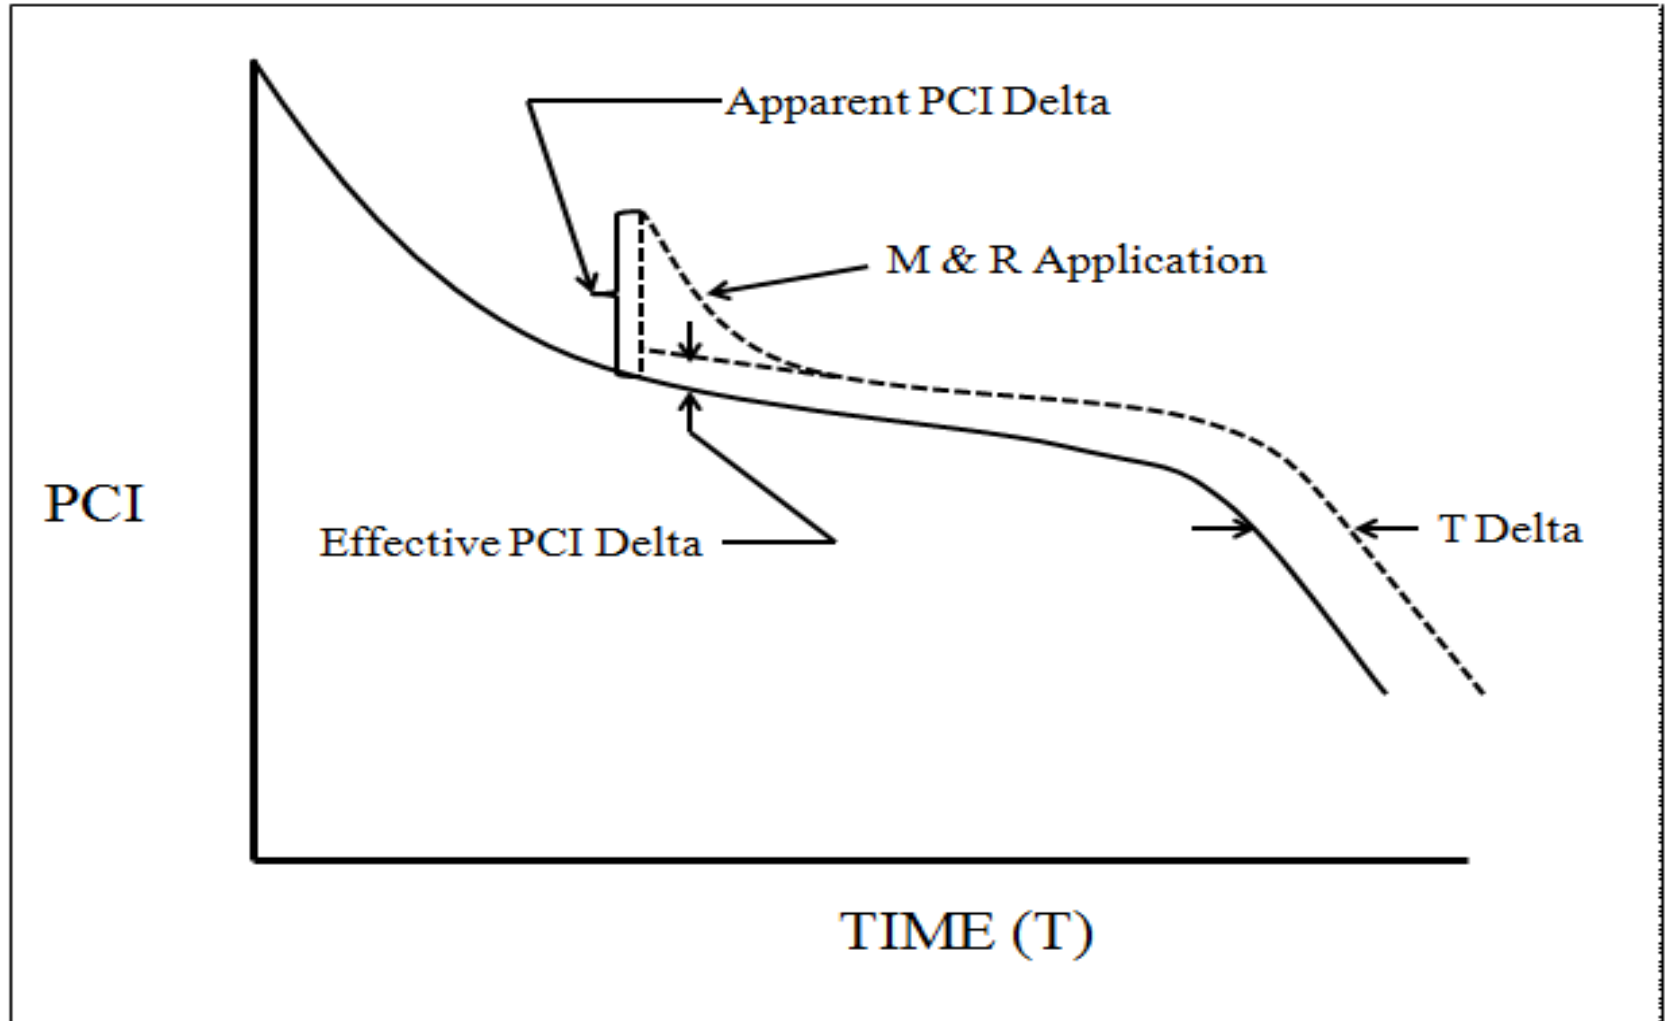 Apparent PCI Delta
M & R Application
PCI
Effective PCI Delta
T Delta
TIME (T)